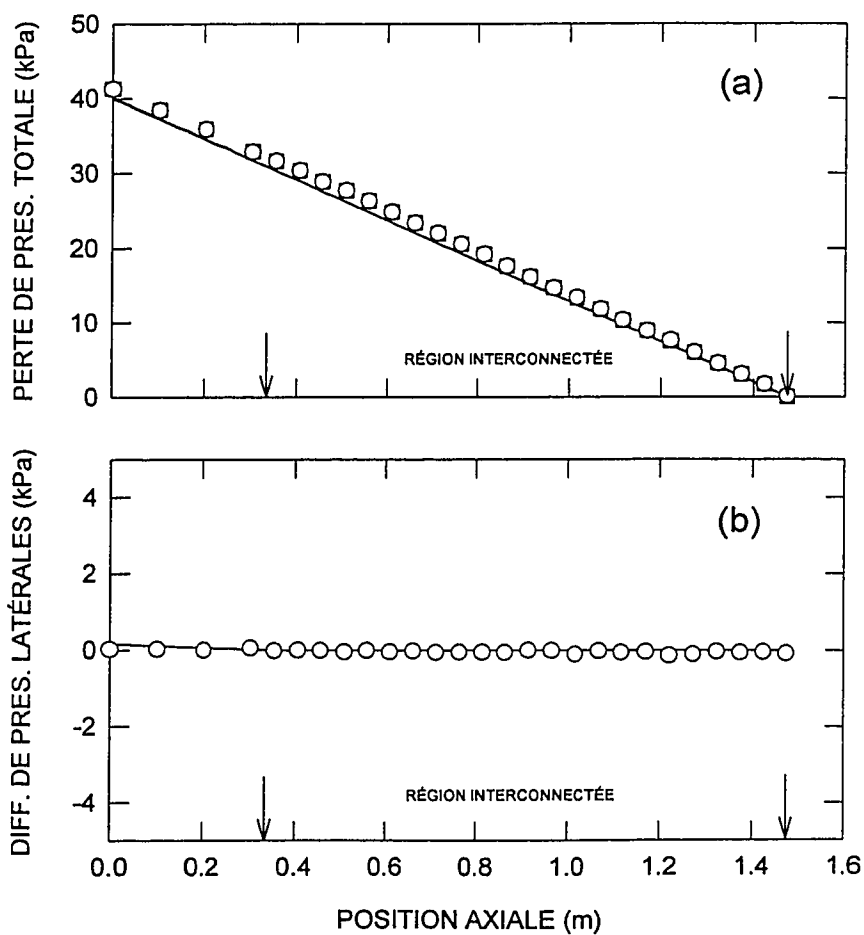 PERTE DE PRES. TOTALE (kPa)
50
40
30
20
10
0
(a)
RÉGION INTERCONNECTÉE
DIFF. DE PRES. LATÉRALES (kPa)
4
2
0
-2
-4
(b)
RÉGION INTERCONNECTÉE
0.0 0.2 0.4 0.6 0.8 1.0 1.2 1.4 1.6
POSITION AXIALE (m)